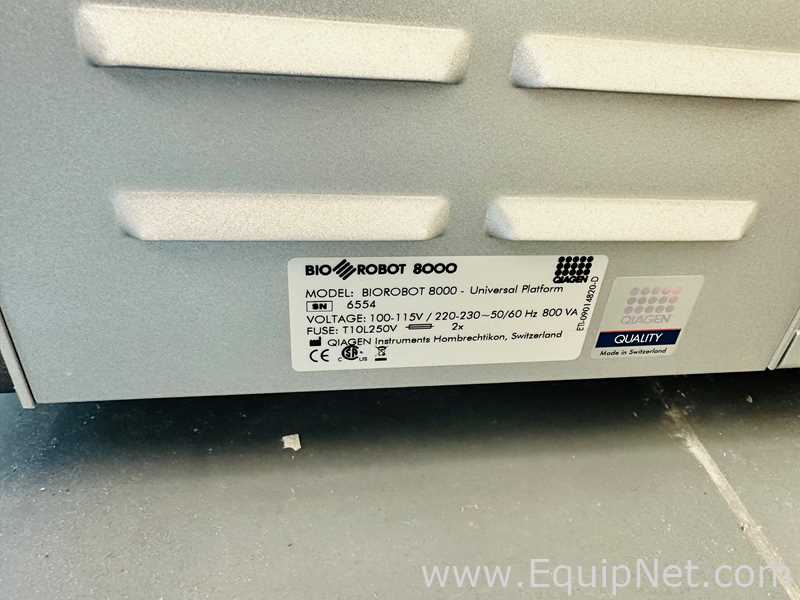 BIO ROBOT 8000
QIAGEN
MODEL: BIOROBOT 8000 - Universal Platform
SN 6554
VOLTAGE: 100-115V / 220-230~50/60 Hz 800 VA
FUSE: T10L250V 2x
QIAGEN Instruments Hombrechtikon, Switzerland
CE C US
ETL-09014820-D
QIAGEN
QUALITY
Made in Switzerland
www.EquipNet.com